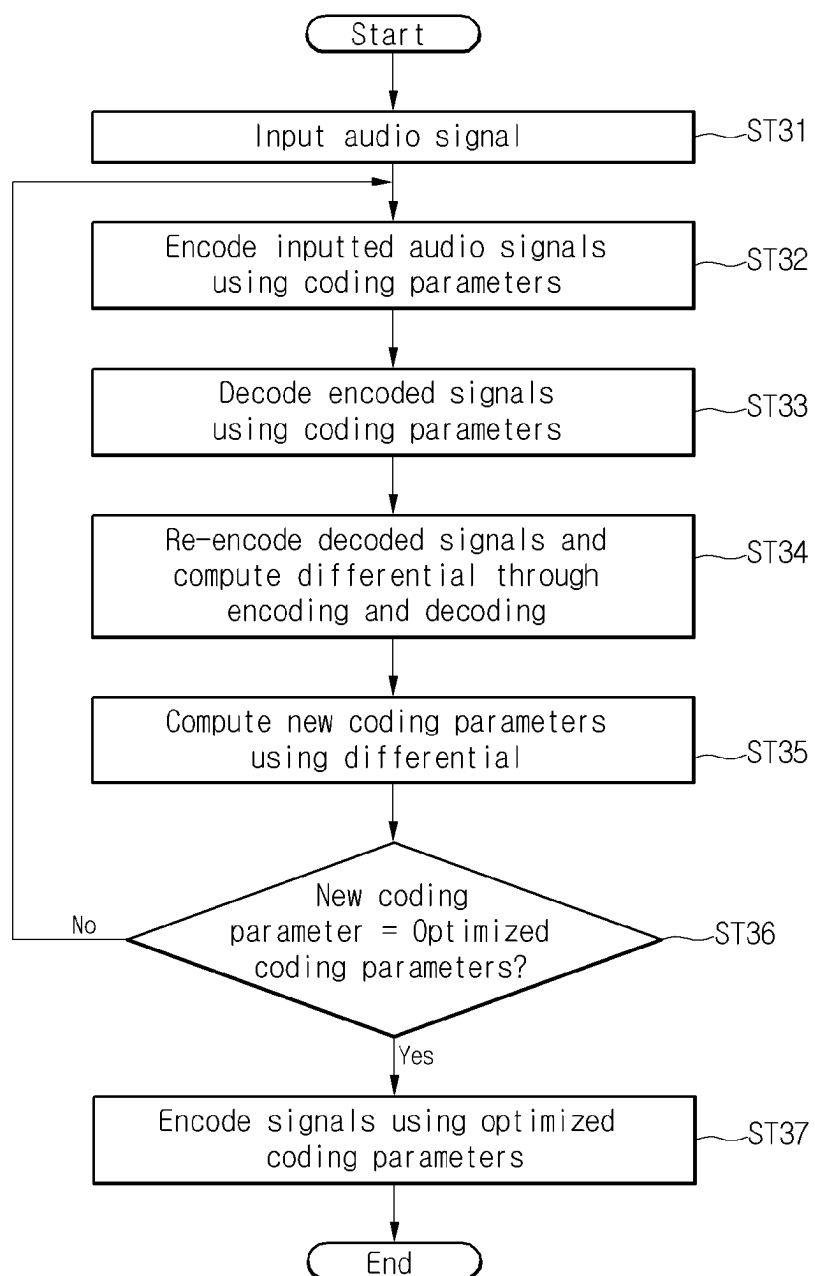 Start
Input audio signal
ST31
Encode inputted audio signals
using coding parameters
ST32
Decode encoded signals
using coding parameters
ST33
Re-encode decoded signals and
compute differential through
encoding and decoding
ST34
Compute new coding parameters
using differential
ST35
New coding
parameter = Optimized
coding parameters?
ST36
No
Yes
Encode signals using optimized
coding parameters
ST37
End